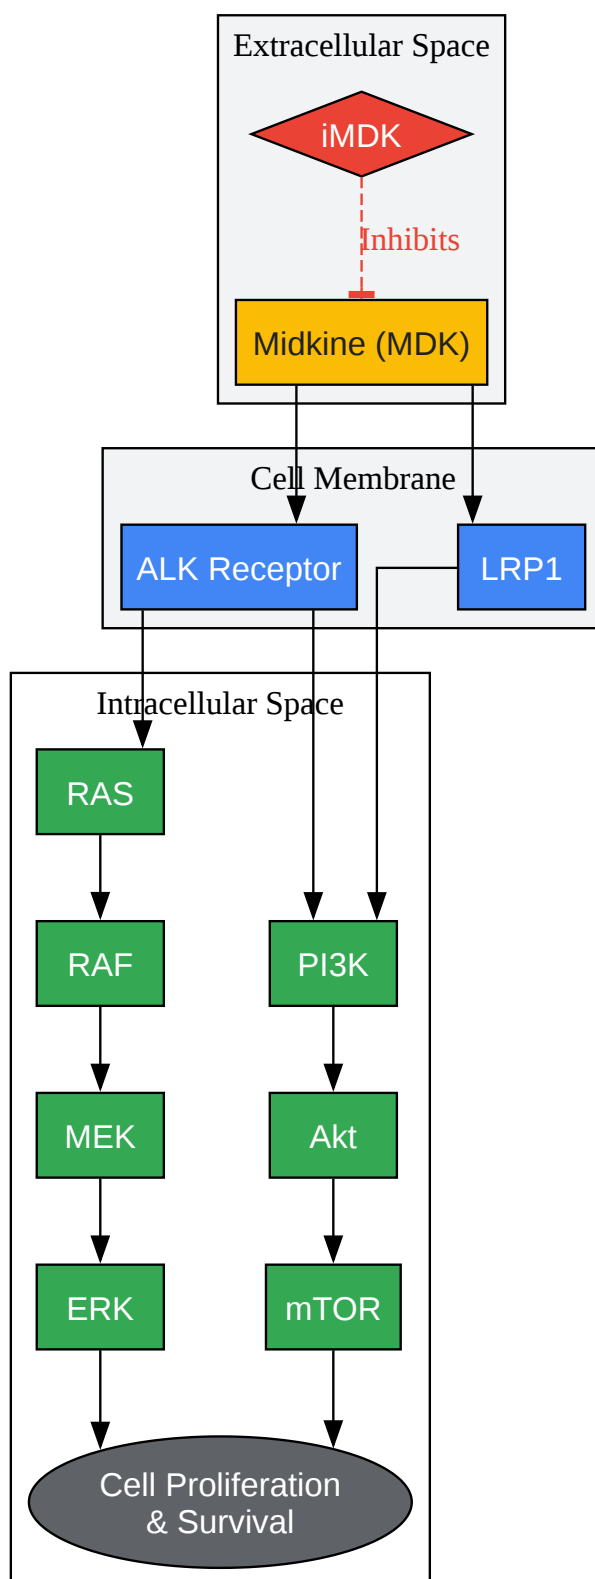 Extracellular Space
iMDK
Inhibits
Midkine (MDK)
Cell Membrane
ALK Receptor
LRP1
Intracellular Space
RAS
RAF
PI3K
MEK
Akt
ERK
mTOR
Cell Proliferation
& Survival